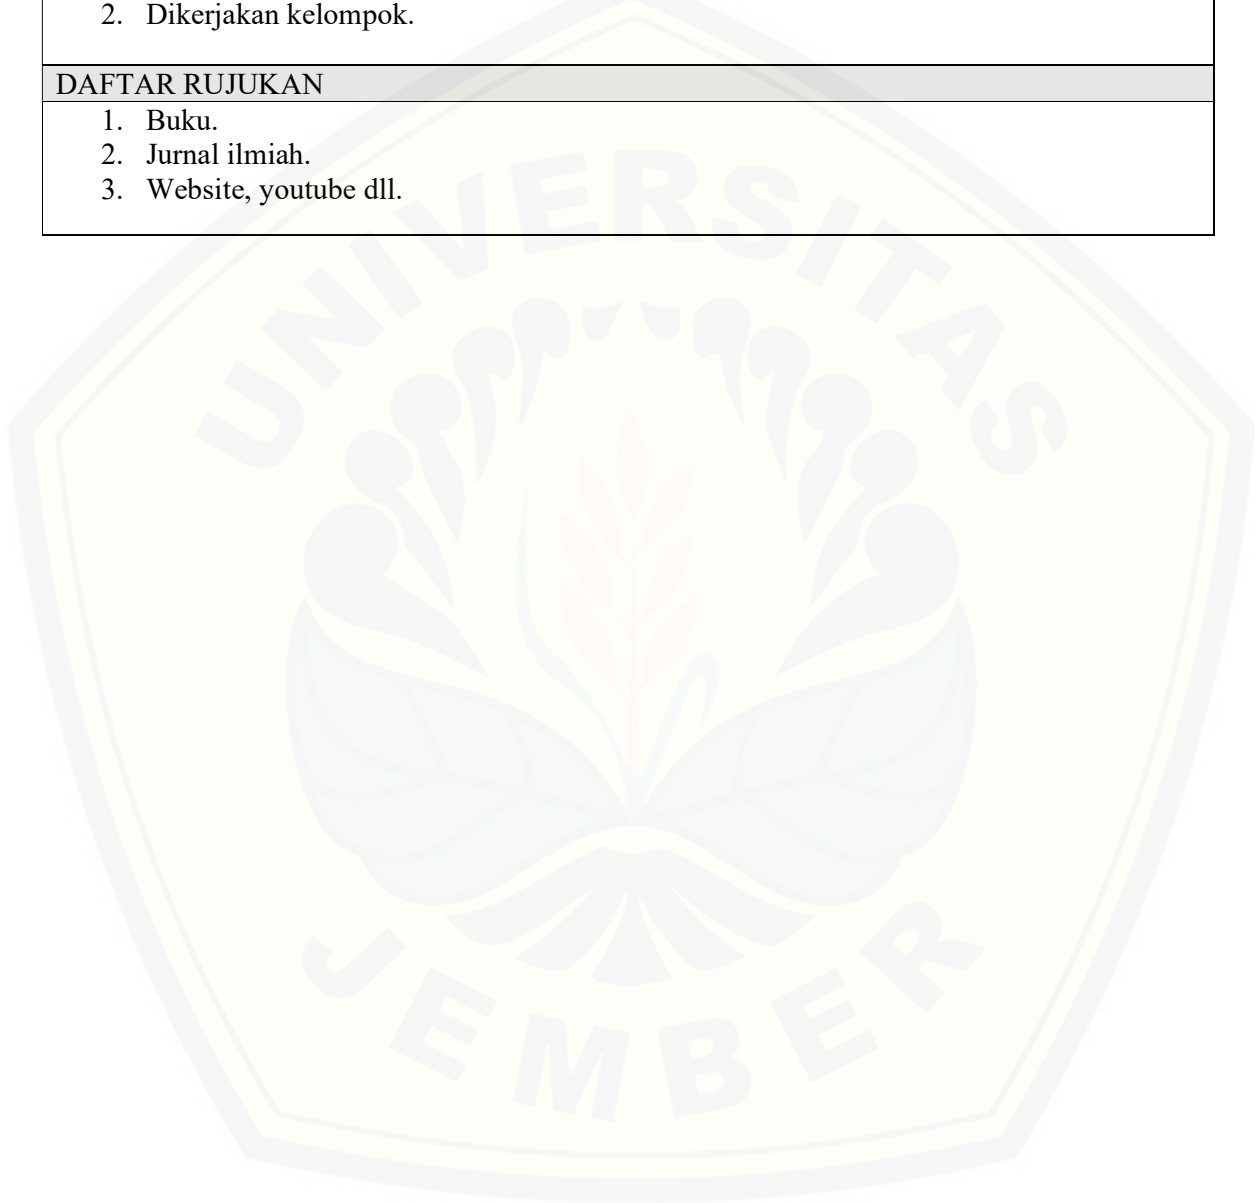 2. Dikerjakan kelompok.
DAFTAR RUJUKAN
1. Buku.
2. Jurnal ilmiah.
3. Website, youtube dll.
UNIVERSITAS
JEMBER